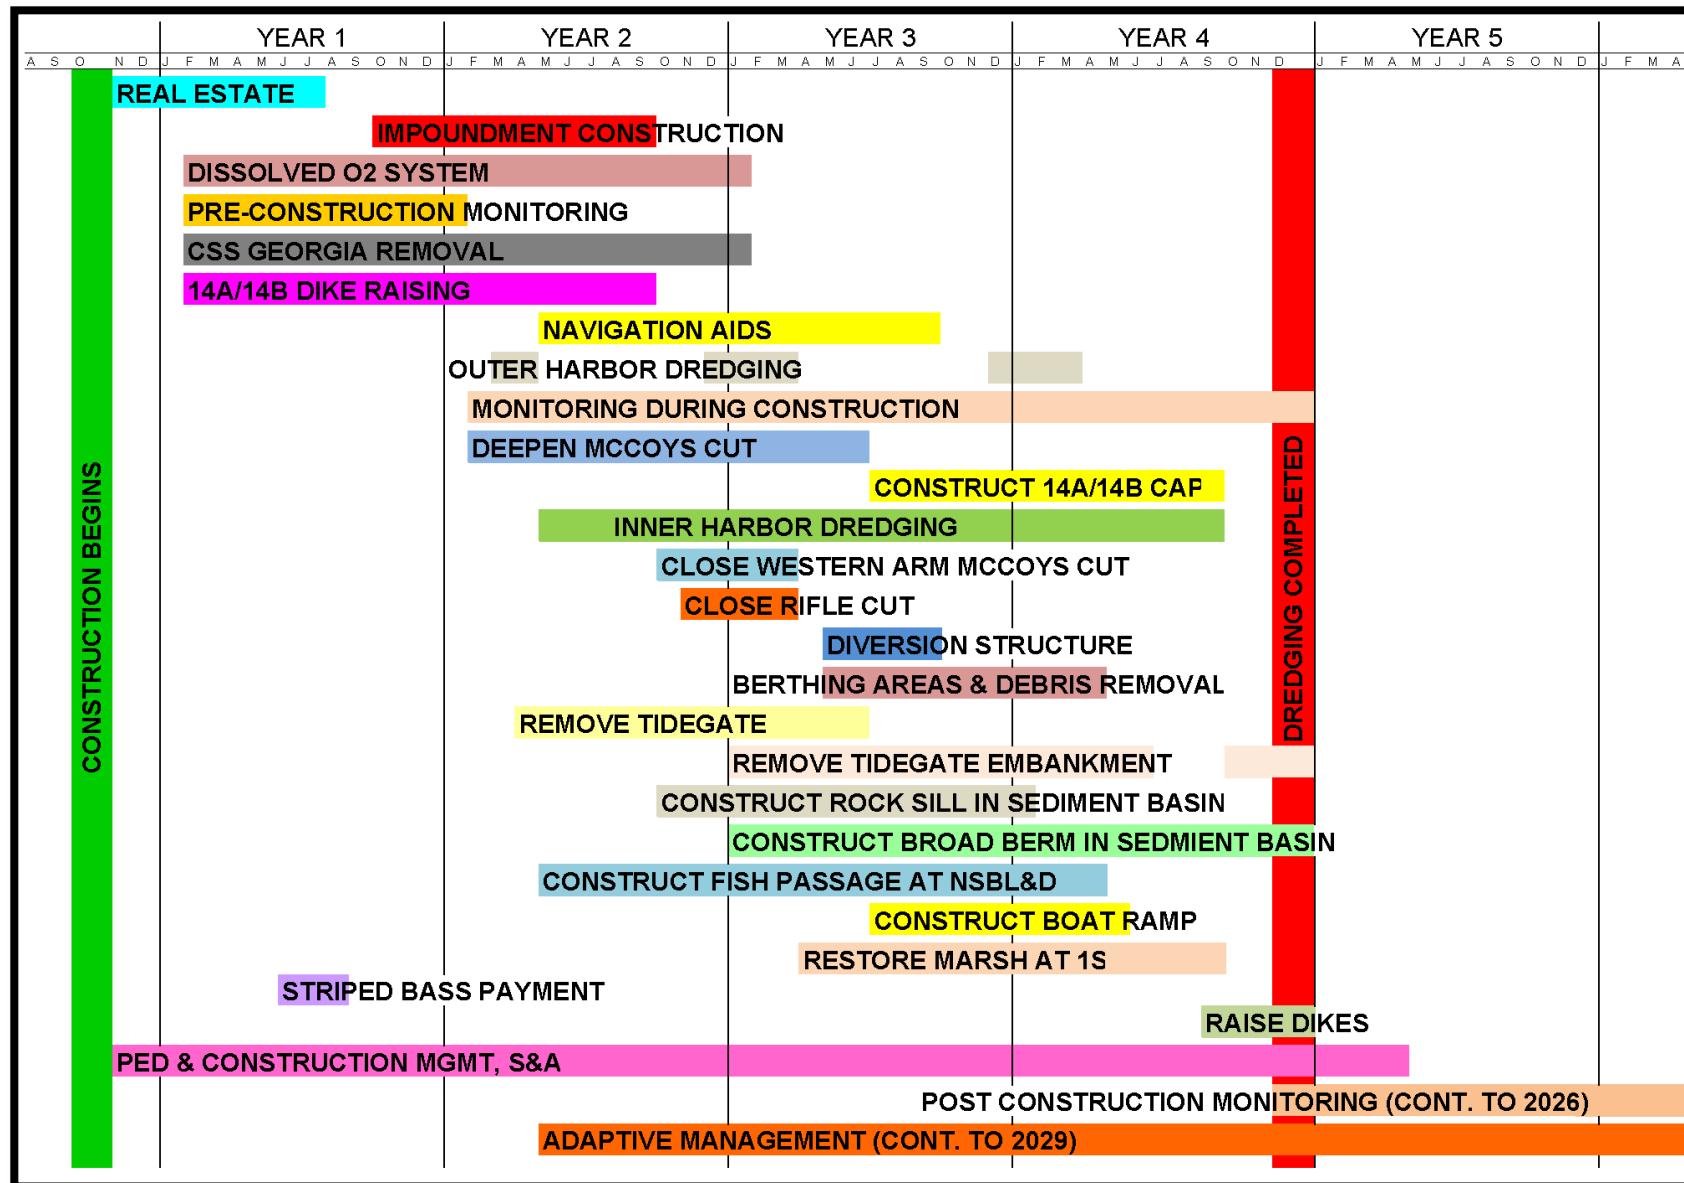 YEAR 1 YEAR 2 YEAR 3 YEAR 4 YEAR 5
A S O N D J F M A M J J A S O N D J F M A M J J A S O N D J F M A M J J A S O N D J F M A M J J A S O N D J F M A M J J A S O N D J F M A
REAL ESTATE
IMPOUNDMENT CONSTRUCTION
DISSOLVED O2 SYSTEM
PRE-CONSTRUCTION MONITORING
CSS GEORGIA REMOVAL
14A/14B DIKE RAISING
NAVIGATION AIDS
OUTER HARBOR DREDGING
MONITORING DURING CONSTRUCTION
DEEPEN MCCOYS CUT
CONSTRUCT 14A/14B CAP
INNER HARBOR DREDGING
CLOSE WESTERN ARM MCCOYS CUT
CLOSE RIFLE CUT
DIVERSION STRUCTURE
BERTHING AREAS & DEBRIS REMOVAL
REMOVE TIDEGATE
REMOVE TIDEGATE EMBANKMENT
CONSTRUCT ROCK SILL IN SEDIMENT BASIN
CONSTRUCT BROAD BERM IN SEDMIENT BASIN
CONSTRUCT FISH PASSAGE AT NSBL&D
CONSTRUCT BOAT RAMP
RESTORE MARSH AT 1S
STRIPED BASS PAYMENT
RAISE DIKES
PED & CONSTRUCTION MGMT, S&A
POST CONSTRUCTION MONITORING (CONT. TO 2026)
ADAPTIVE MANAGEMENT (CONT. TO 2029)
CONSTRUCTION BEGINS
DREDGING COMPLETED